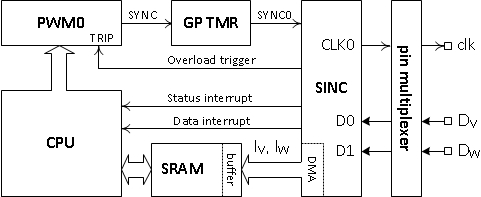 PWM0
SYNC
GP TMR
SYNC0
TRIP
CLK0
clk
Overload trigger
SINC
pin multiplexer
Status interrupt
Data interrupt
D0
Dv
CPU
D1
Dw
SRAM
buffer
Iv, Iw
DMA